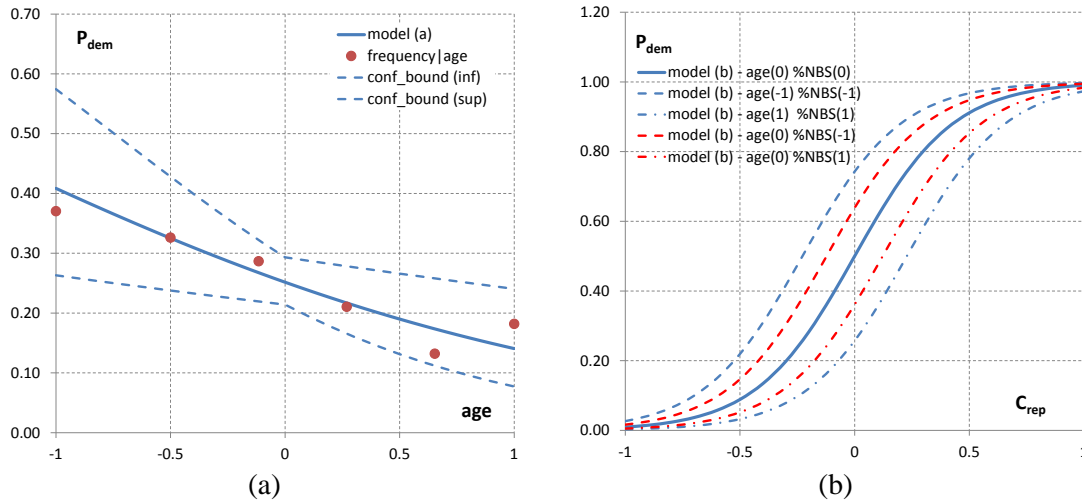 P_dem
0.70
0.60
0.50
0.40
0.30
0.20
0.10
0.00
model (a)
frequency|age
conf_bound (inf)
conf_bound (sup)
age
-1 -0.5 0 0.5 1
(a)
P_dem
1.20
1.00
0.80
0.60
0.40
0.20
0.00
model (b) - age(0) %NBS(0)
model (b) - age(-1) %NBS(-1)
model (b) - age(1) %NBS(1)
model (b) - age(0) %NBS(-1)
model (b) - age(0) %NBS(1)
C_rep
-1 -0.5 0 0.5 1
(b)